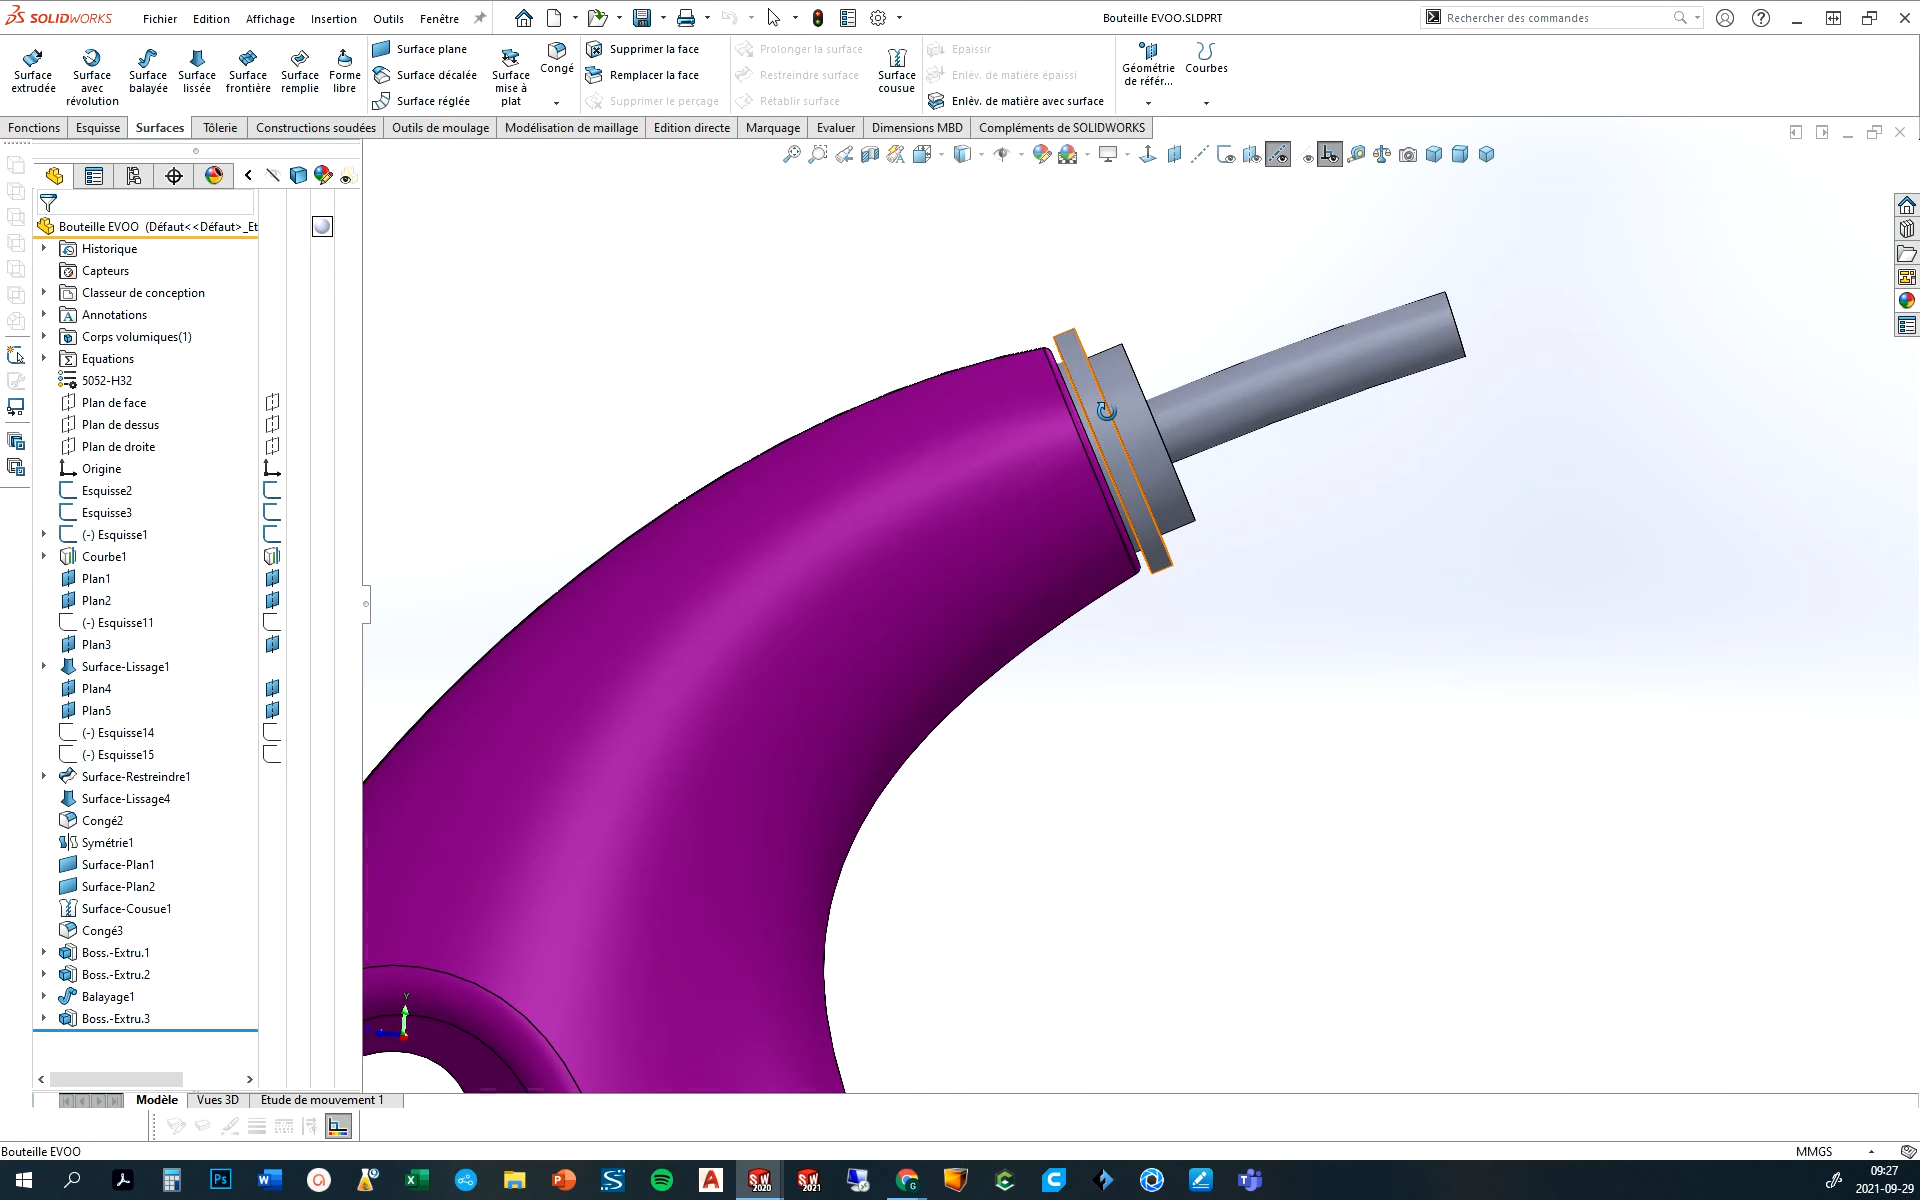 SOLIDWORKS Fichier Edition Affichage Insertion Outils Fenêtre Bouteille EVOO.SLDPRT Rechercher des commandes
Surface extrudée
Surface avec révolution
Surface balayée
Surface lissée
Surface frontière
Surface remplie
Forme libre
Surface plane
Surface décalée
Surface réglée
Surface mise à plat
Congé
Supprimer la face
Remplacer la face
Supprimer le perçage
Prolonger la surface
Restreindre surface
Rétablir surface
Surface cousue
Epaissir
Enlèv. de matière épaissi
Enlèv. de matière avec surface
Géométrie de référ...
Courbes
Fonctions Esquisse Surfaces Tôlerie Constructions soudées Outils de moulage Modélisation de maillage Edition directe Marquage Evaluer Dimensions MBD Compléments de SOLIDWORKS
Bouteille EVOO (Défaut<<Défaut>_Et
Historique
Capteurs
Classeur de conception
Annotations
Corps volumiques(1)
Equations
5052-H32
Plan de face
Plan de dessus
Plan de droite
Origine
Esquisse2
Esquisse3
(-) Esquisse1
Courbe1
Plan1
Plan2
(-) Esquisse11
Plan3
Surface-Lissage1
Plan4
Plan5
(-) Esquisse14
(-) Esquisse15
Surface-Restreindre1
Surface-Lissage4
Congé2
Symétrie1
Surface-Plan1
Surface-Plan2
Surface-Cousue1
Congé3
Boss.-Extru.1
Boss.-Extru.2
Balayage1
Boss.-Extru.3
Y
Modèle Vues 3D Etude de mouvement 1
Bouteille EVOO MMGS
Ps
SW 2020
SW 2021
09:27
2021-09-29